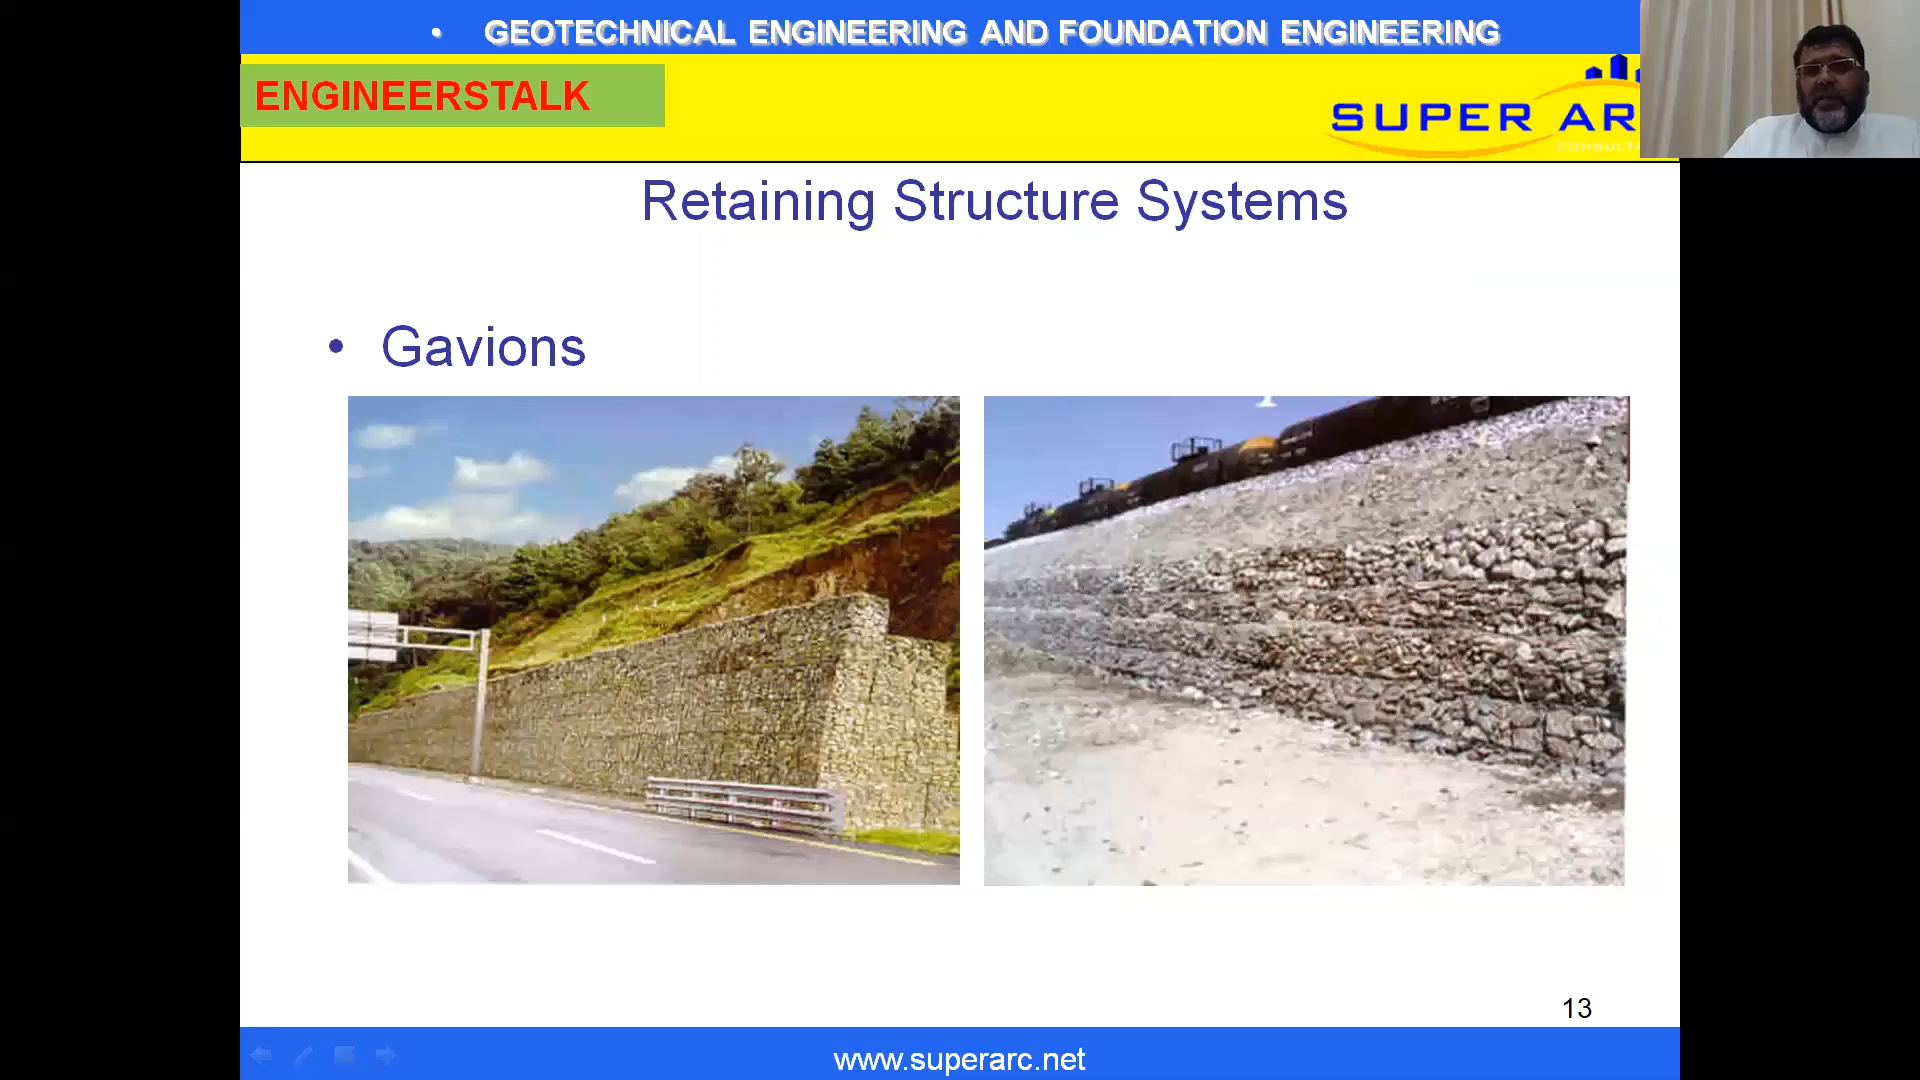 • GEOTECHNICAL ENGINEERING AND FOUNDATION ENGINEERING
ENGINEERSTALK
SUPER AR
Retaining Structure Systems
• Gavions
13
www.superarc.net